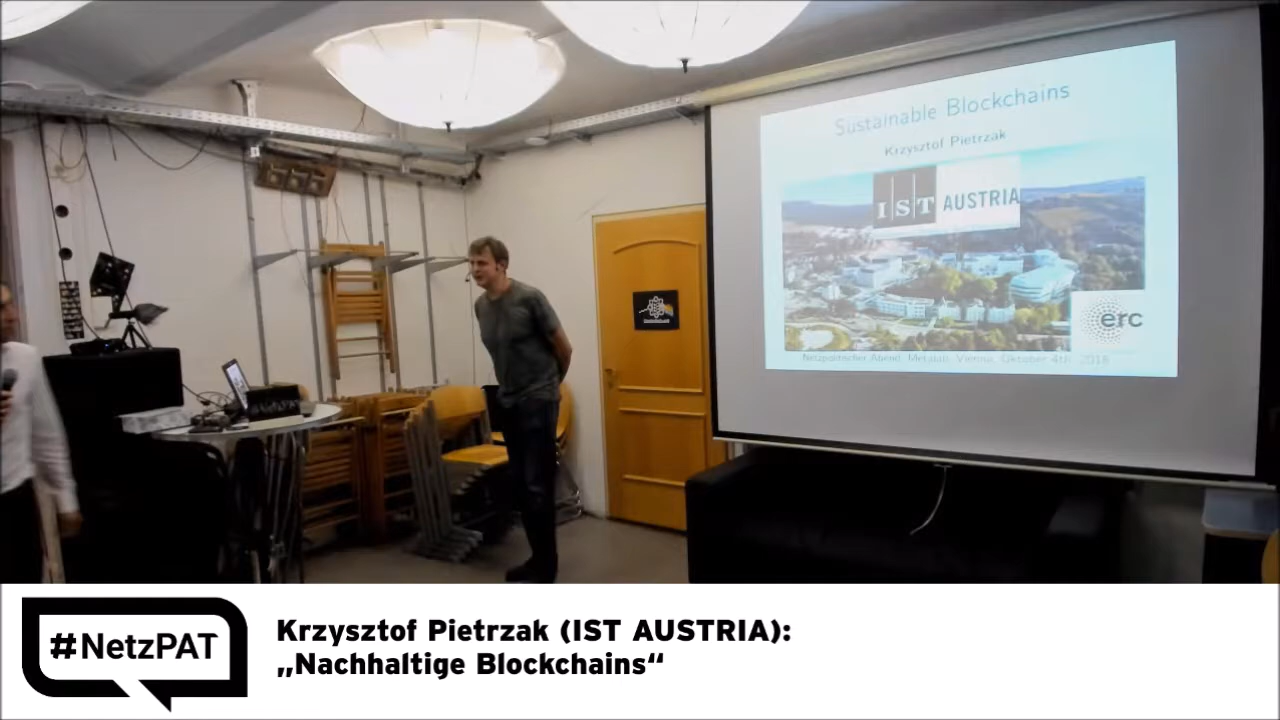 Sustainable Blockchains
Krzysztof Pietrzak
IST AUSTRIA
erc
Netzpolitischer Abend, Metalab, Vienna, Oktober 4th, 2018
#NetzPAT
Krzysztof Pietrzak (IST AUSTRIA):
„Nachhaltige Blockchains“